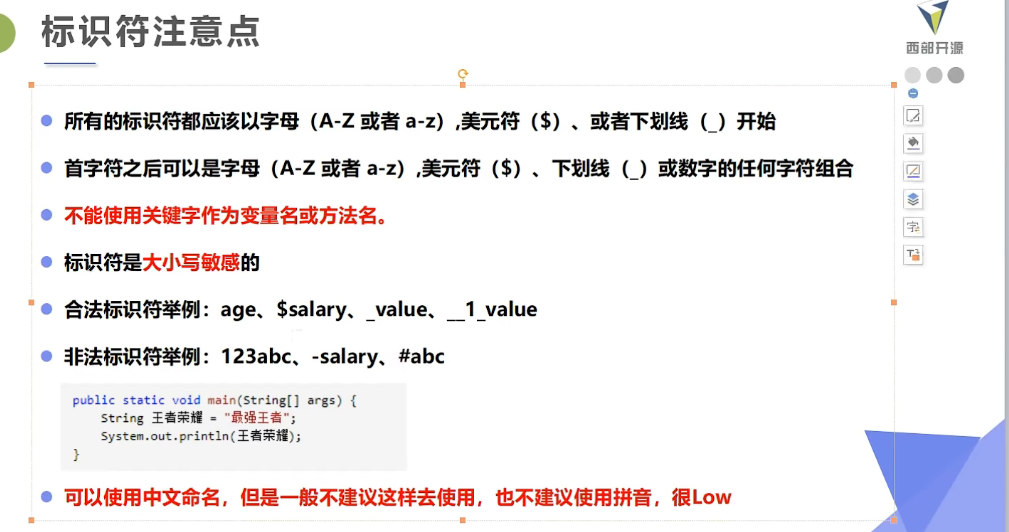 标识符注意点
西部开源
所有的标识符都应该以字母（A-Z 或者 a-z）,美元符（$）、或者下划线（_）开始
首字符之后可以是字母（A-Z 或者 a-z）,美元符（$）、下划线（_）或数字的任何字符组合
不能使用关键字作为变量名或方法名。
标识符是大小写敏感的
合法标识符举例：age、$salary、_value、__1_value
非法标识符举例：123abc、-salary、#abc
public static void main(String[] args) {
String 王者荣耀 = "最强王者";
System.out.println(王者荣耀);
}
可以使用中文命名，但是一般不建议这样去使用，也不建议使用拼音，很Low